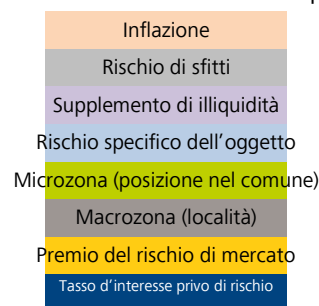 Inflazione
Rischio di sfitti
Supplemento di illiquidità
Rischio specifico dell'oggetto
Microzona (posizione nel comune)
Macrozona (località)
Premio del rischio di mercato
Tasso d'interesse privo di rischio